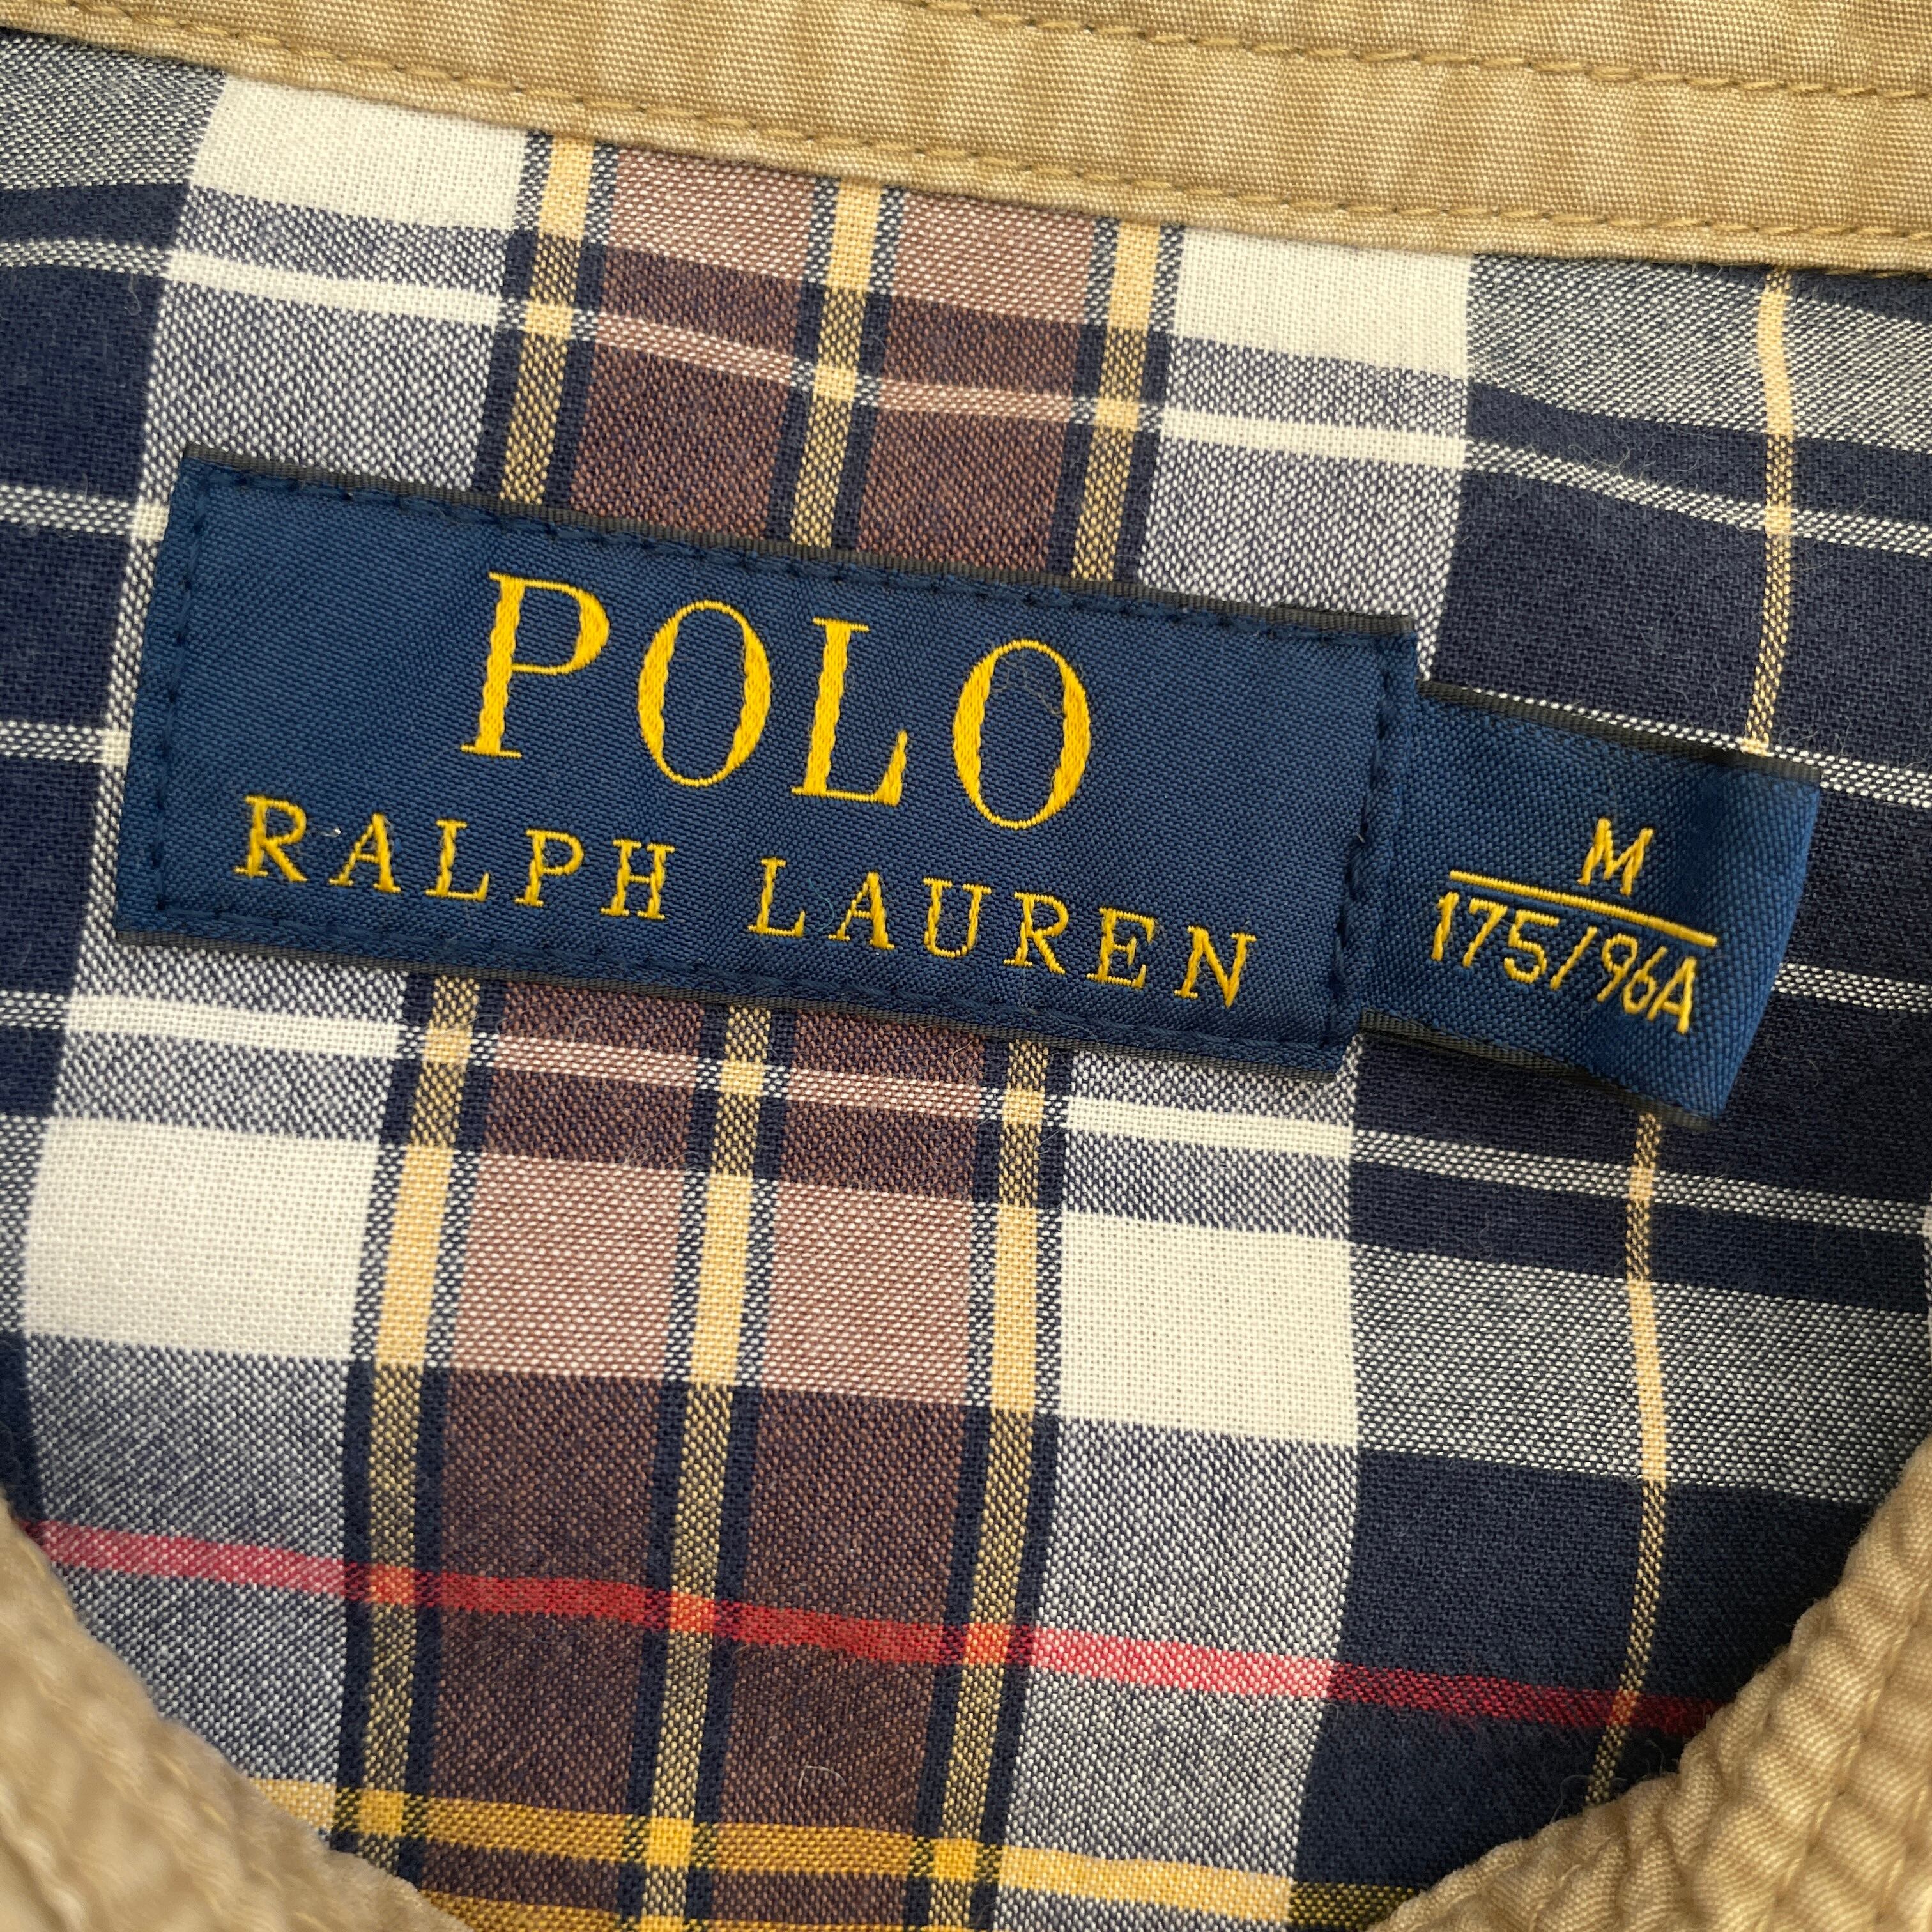 POLO
RALPH LAUREN
M
175/96A